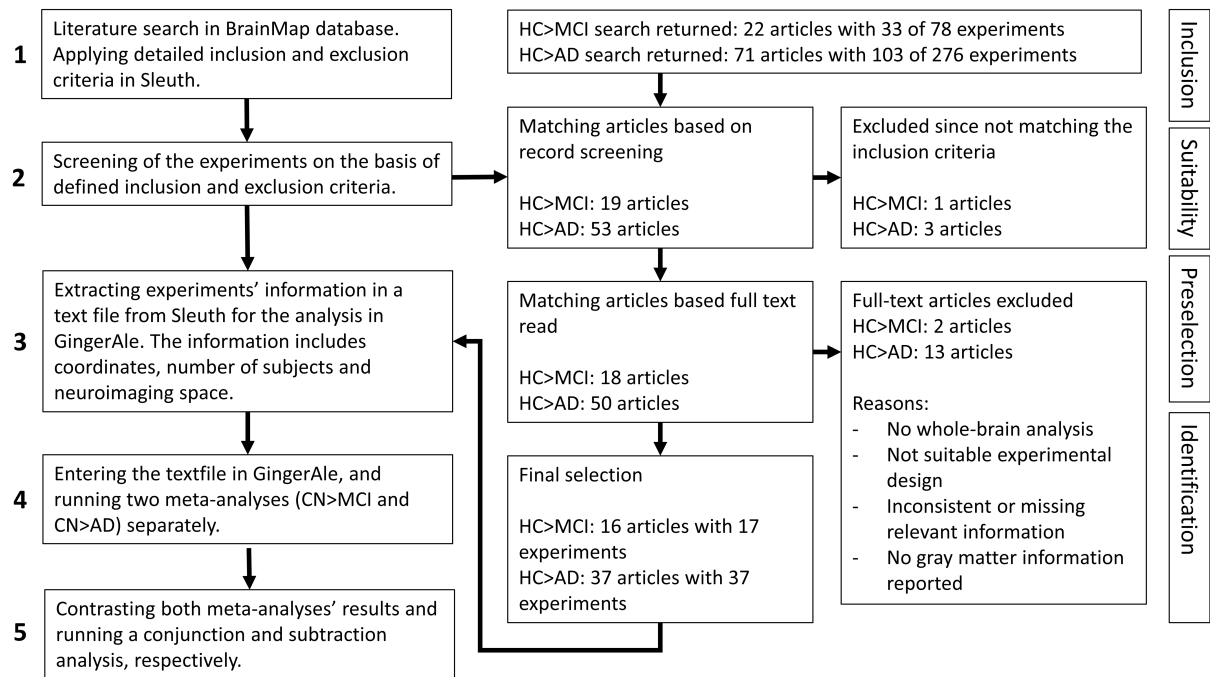 1
Literature search in BrainMap database.
Applying detailed inclusion and exclusion
criteria in Sleuth.
HC>MCI search returned: 22 articles with 33 of 78 experiments
HC>AD search returned: 71 articles with 103 of 276 experiments
Inclusion
2
Screening of the experiments on the basis of
defined inclusion and exclusion criteria.
Matching articles based on
record screening
HC>MCI: 19 articles
HC>AD: 53 articles
Excluded since not matching the
inclusion criteria
HC>MCI: 1 articles
HC>AD: 3 articles
Suitability
3
Extracting experiments’ information in a
text file from Sleuth for the analysis in
GingerAle. The information includes
coordinates, number of subjects and
neuroimaging space.
Matching articles based full text
read
HC>MCI: 18 articles
HC>AD: 50 articles
Full-text articles excluded
HC>MCI: 2 articles
HC>AD: 13 articles
Reasons:
- No whole-brain analysis
- Not suitable experimental
design
- Inconsistent or missing
relevant information
- No gray matter information
reported
Preselection
4
Entering the textfile in GingerAle, and
running two meta-analyses (CN>MCI and
CN>AD) separately.
Final selection
HC>MCI: 16 articles with 17
experiments
HC>AD: 37 articles with 37
experiments
Identification
5
Contrasting both meta-analyses’ results and
running a conjunction and subtraction
analysis, respectively.